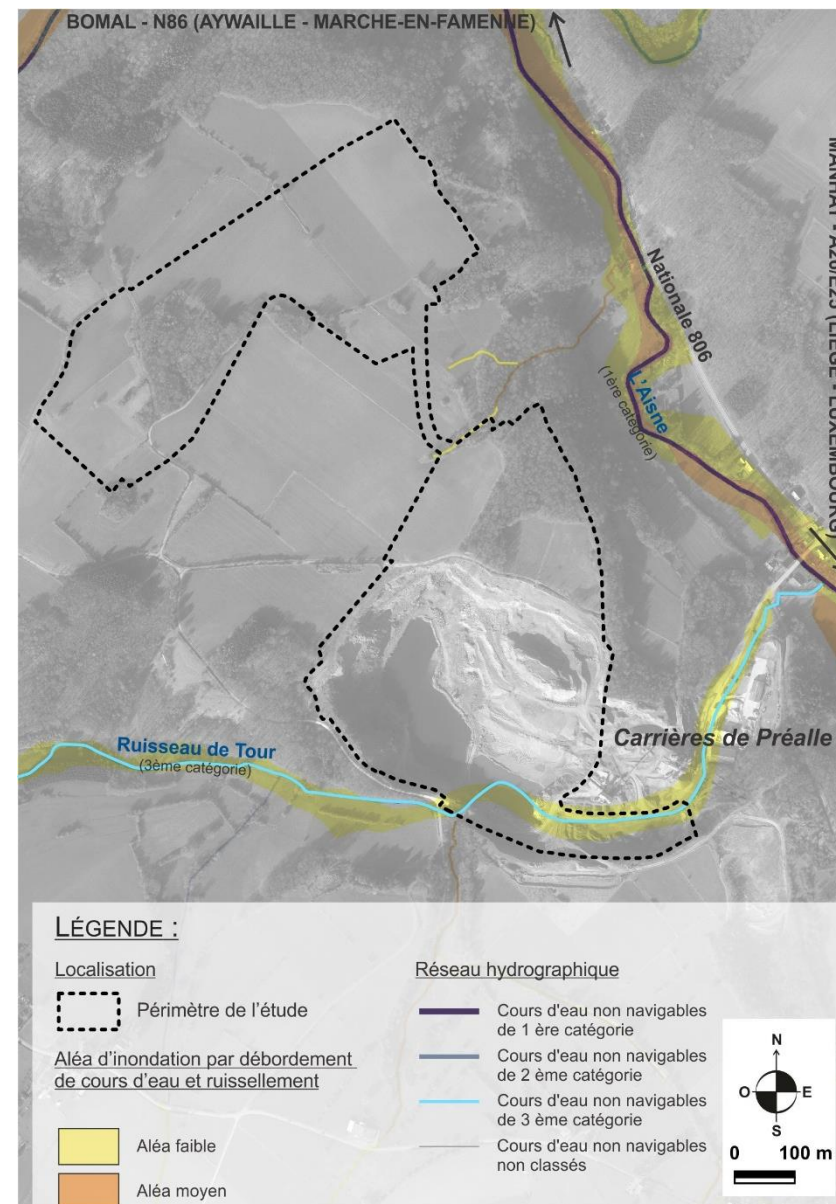 BOMAL - N86 (AYWAILLE - MARCHE-EN-FAMENNE)
Nationale 806
L'Aisne
(1ère catégorie)
Carrières de Préalle
Ruisseau de Tour
(3ème catégorie)
LÉGENDE :
Localisation
Périmètre de l'étude
Aléa d'inondation par débordement
de cours d'eau et ruissellement
Aléa faible
Aléa moyen
Réseau hydrographique
Cours d'eau non navigables
de 1 ère catégorie
Cours d'eau non navigables
de 2 ème catégorie
Cours d'eau non navigables
de 3 ème catégorie
Cours d'eau non navigables
non classés
N
O
E
S
0 100 m